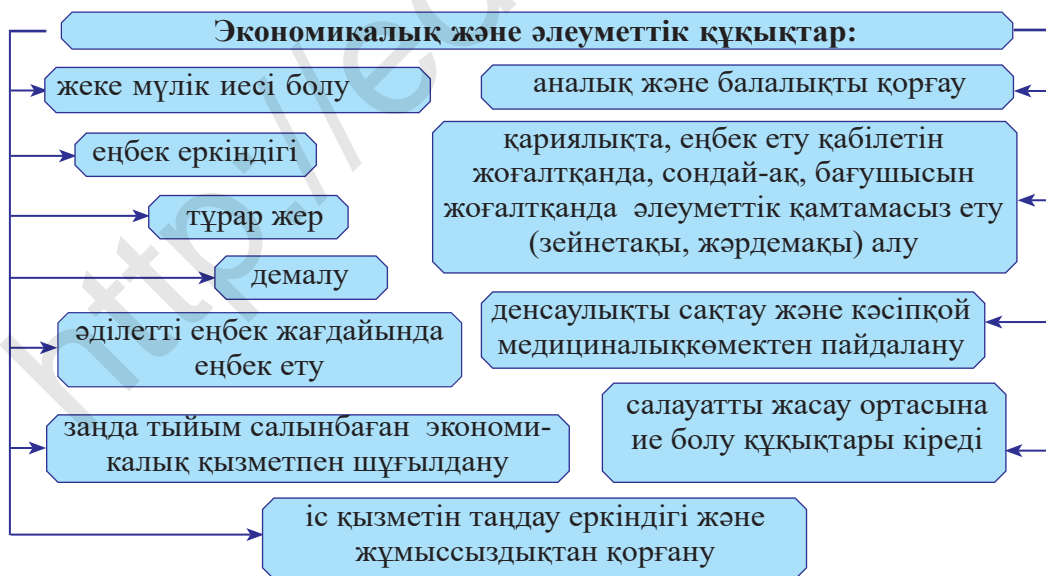 Экономикалық және әлеуметтік құқықтар:
жеке мүлік иесі болу
еңбек еркіндігі
тұрар жер
демалу
әділетті еңбек жағдайында
еңбек ету
заңда тыйым салынбаған экономи-
калық қызметпен шұғылдану
іс қызметін таңдау еркіндігі және
жұмыссыздықтан қорғану
аналық және балалықты қорғау
қариялықта, еңбек ету қабілетін
жоғалтқанда, сондай-ақ, бағушысын
жоғалтқанда әлеуметтік қамтамасыз ету
(зейнетақы, жәрдемақы) алу
денсаулықты сақтау және кәсіпқой
медициналықкөмектен пайдалану
салауатты жасау ортасына
ие болу құқықтары кіреді
http://ed